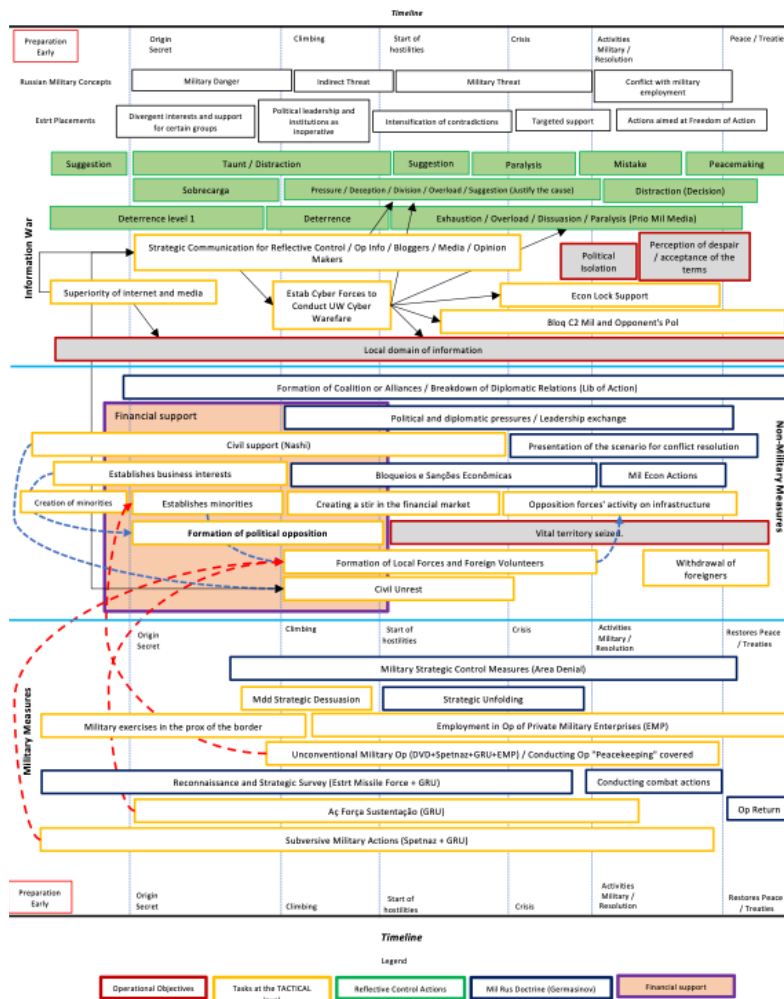 Timeline
Preparation
Early
Origin
Secret
Climbing
Start of
hostilities
Crisis
Activities
Military /
Resolution
Peace / Treatie
Russian Military Concepts
Military Danger
Indirect Threat
Military Threat
Conflict with military
employment
Estrt Placements
Divergent interests and support
for certain groups
Political leadership and
institutions as
inoperative
Intensification of contradictions
Targeted support
Actions aimed at Freedom of Action
Suggestion
Taunt / Distraction
Suggestion
Paralysis
Mistake
Peacemaking
Sobrecarga
Pressure / Deception / Division / Overload / Suggestion (Justify the cause)
Distraction (Decision)
Deterrence level 1
Deterrence
Exhaustion / Overload / Dissuasion / Paralysis (Prio Mil Media)
Information War
Strategic Communication for Reflective Control / Op Info / Bloggers / Media / Opinion
Makers
Political
Isolation
Perception of despair
/ acceptance of the
terms
Superiority of internet and media
Estab Cyber Forces to
Conduct UW Cyber
Warefare
Econ Lock Support
Bloq C2 Mil and Opponent's Pol
Local domain of information
Formation of Coalition or Alliances / Breakdown of Diplomatic Relations (Lib of Action)
Financial support
Political and diplomatic pressures / Leadership exchange
Non-Military Measures
Civil support (Nashi)
Presentation of the scenario for conflict resolution
Establishes business interests
Bloqueios e Sanções Econômicas
Mil Econ Actions
Creation of minorities
Establishes minorities
Creating a stir in the financial market
Opposition forces' activity on infrastructure
Formation of political opposition
Vital territory seized.
Formation of Local Forces and Foreign Volunteers
Withdrawal of
foreigners
Civil Unrest
Origin
Secret
Climbing
Start of
hostilities
Crisis
Activities
Military /
Resolution
Restores Peace
/ Treaties
Military Measures
Military Strategic Control Measures (Area Denial)
Mdd Strategic Dessuasion
Strategic Unfolding
Military exercises in the prox of the border
Employment in Op of Private Military Enterprises (EMP)
Unconventional Military Op (DVD+Spetnaz+GRU+EMP) / Conducting Op "Peacekeeping" covered
Reconnaissance and Strategic Survey (Estrt Missile Force + GRU)
Conducting combat actions
Aç Força Sustentação (GRU)
Op Return
Subversive Military Actions (Spetnaz + GRU)
Preparation
Early
Origin
Secret
Climbing
Start of
hostilities
Crisis
Activities
Military /
Resolution
Restores Peace
/ Treaties
Timeline
Legend
Operational Objectives
Tasks at the TACTICAL
Reflective Control Actions
Mil Rus Doctrine (Germasinov)
Financial support